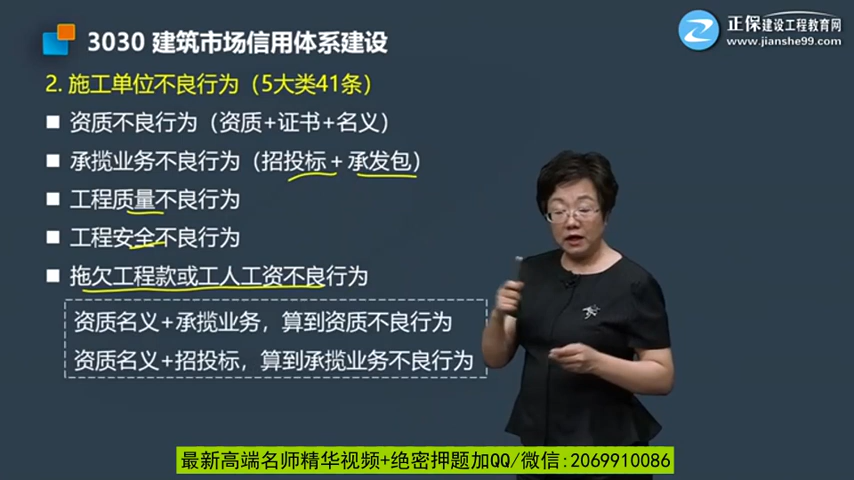 3030 建筑市场信用体系建设
正保建设工程教育网
www.jianshe99.com
2. 施工单位不良行为（5大类41条）
■ 资质不良行为（资质+证书+名义）
■ 承揽业务不良行为（招投标+承发包）
■ 工程质量不良行为
■ 工程安全不良行为
■ 拖欠工程款或工人工资不良行为
资质名义+承揽业务，算到资质不良行为
资质名义+招投标，算到承揽业务不良行为
最新高端名师精华视频+绝密押题加QQ/微信:2069910086